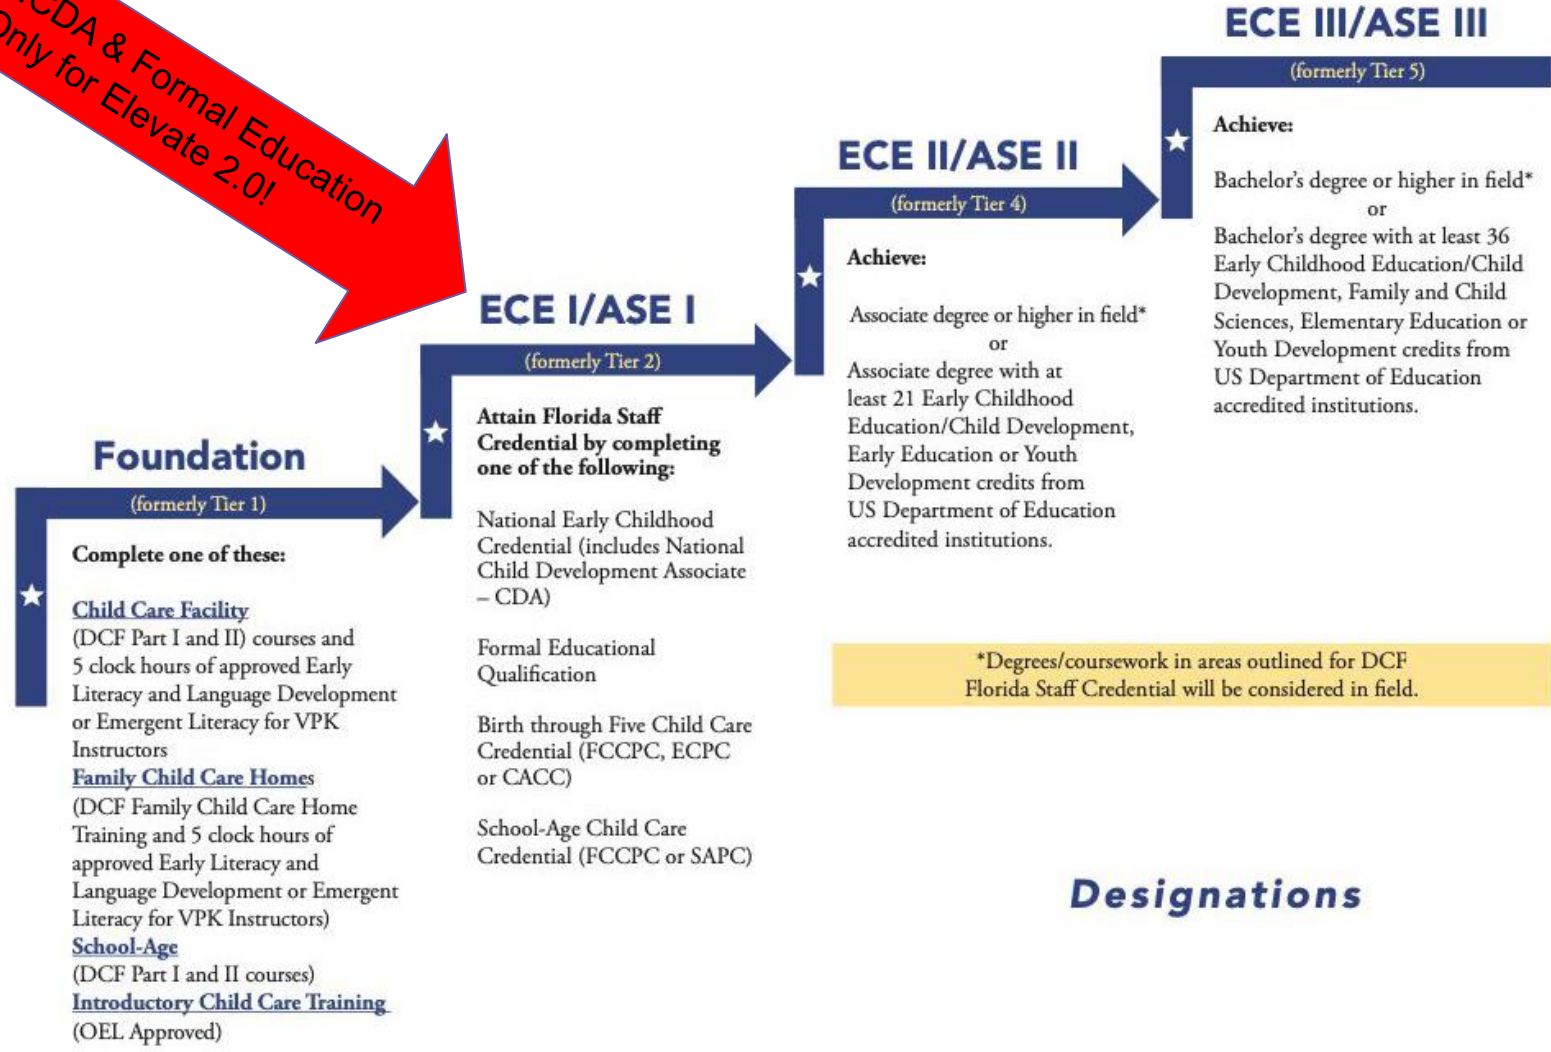 CDA & Formal Education
Only for Elevate 2.0!
ECE III/ASE III
(formerly Tier 5)
Achieve:
Bachelor's degree or higher in field*
or
Bachelor's degree with at least 36
Early Childhood Education/Child
Development, Family and Child
Sciences, Elementary Education or
Youth Development credits from
US Department of Education
accredited institutions.
ECE II/ASE II
(formerly Tier 4)
Achieve:
Associate degree or higher in field*
or
Associate degree with at
least 21 Early Childhood
Education/Child Development,
Early Education or Youth
Development credits from
US Department of Education
accredited institutions.
ECE I/ASE I
(formerly Tier 2)
Attain Florida Staff
Credential by completing
one of the following:
National Early Childhood
Credential (includes National
Child Development Associate
– CDA)
Formal Educational
Qualification
Birth through Five Child Care
Credential (FCCPC, ECPC
or CACC)
School-Age Child Care
Credential (FCCPC or SAPC)
Foundation
(formerly Tier 1)
Complete one of these:
Child Care Facility
(DCF Part I and II) courses and
5 clock hours of approved Early
Literacy and Language Development
or Emergent Literacy for VPK
Instructors
Family Child Care Homes
(DCF Family Child Care Home
Training and 5 clock hours of
approved Early Literacy and
Language Development or Emergent
Literacy for VPK Instructors)
School-Age
(DCF Part I and II courses)
Introductory Child Care Training
(OEL Approved)
*Degrees/coursework in areas outlined for DCF
Florida Staff Credential will be considered in field.
Designations